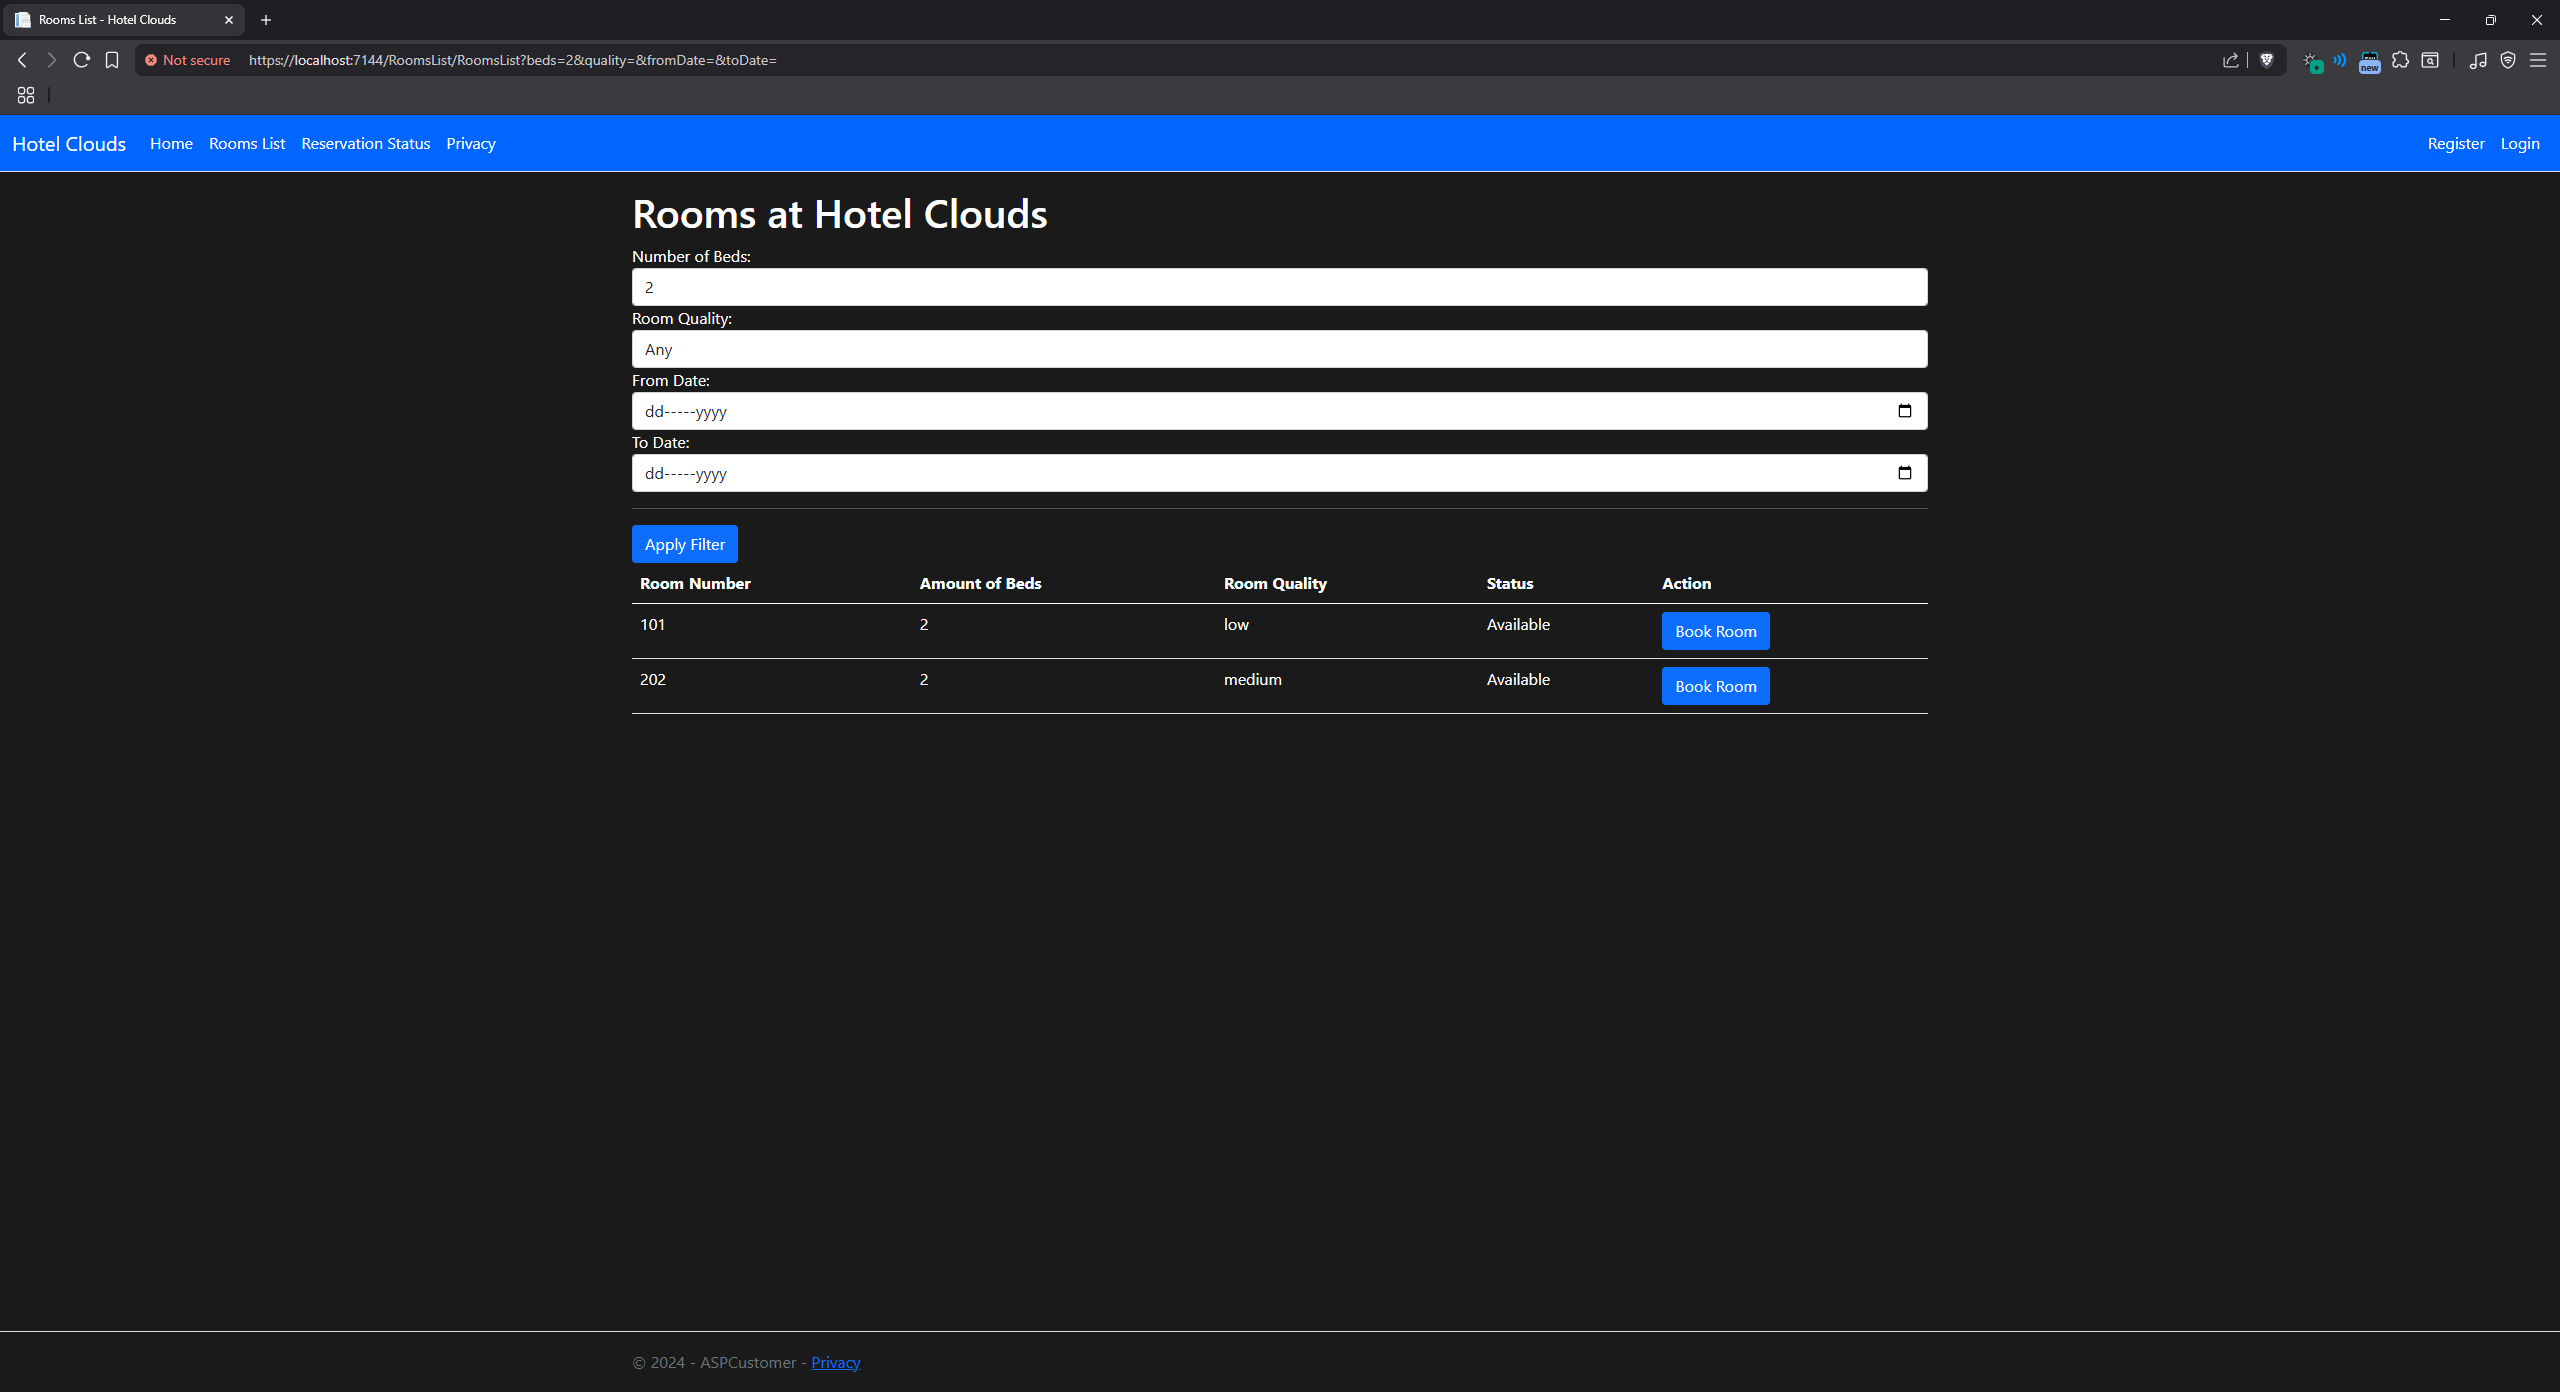 Rooms List - Hotel Clouds
Not secure https://localhost:7144/RoomsList/RoomsList?beds=2&quality=&fromDate=&toDate=
new
Hotel Clouds Home Rooms List Reservation Status Privacy Register Login
Rooms at Hotel Clouds
Number of Beds:
2
Room Quality:
Any
From Date:
dd-----yyyy
To Date:
dd-----yyyy
Apply Filter
Room Number Amount of Beds Room Quality Status Action
101 2 low Available Book Room
202 2 medium Available Book Room
© 2024 - ASPCustomer - Privacy